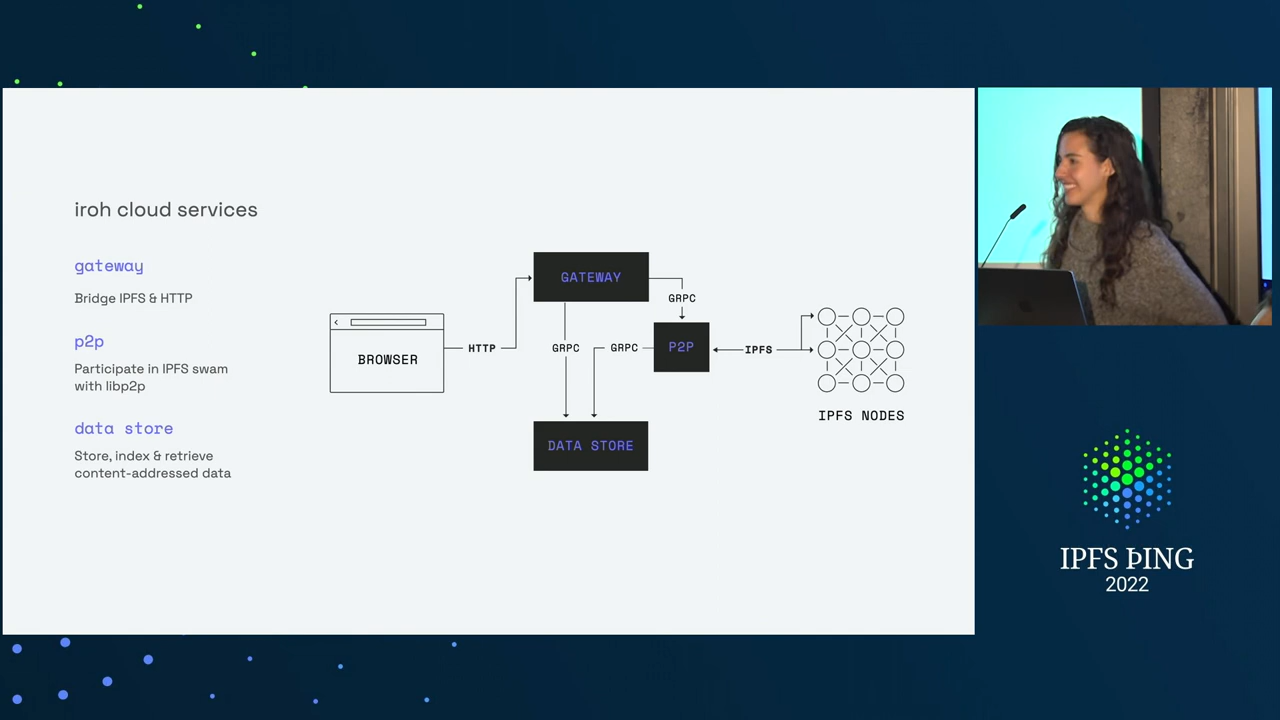 iroh cloud services
gateway
Bridge IPFS & HTTP
p2p
Participate in IPFS swam
with libp2p
data store
Store, index & retrieve
content-addressed data
BROWSER
HTTP
GATEWAY
GRPC
GRPC
GRPC
P2P
IPFS
DATA STORE
IPFS NODES
IPFS ÞING
2022